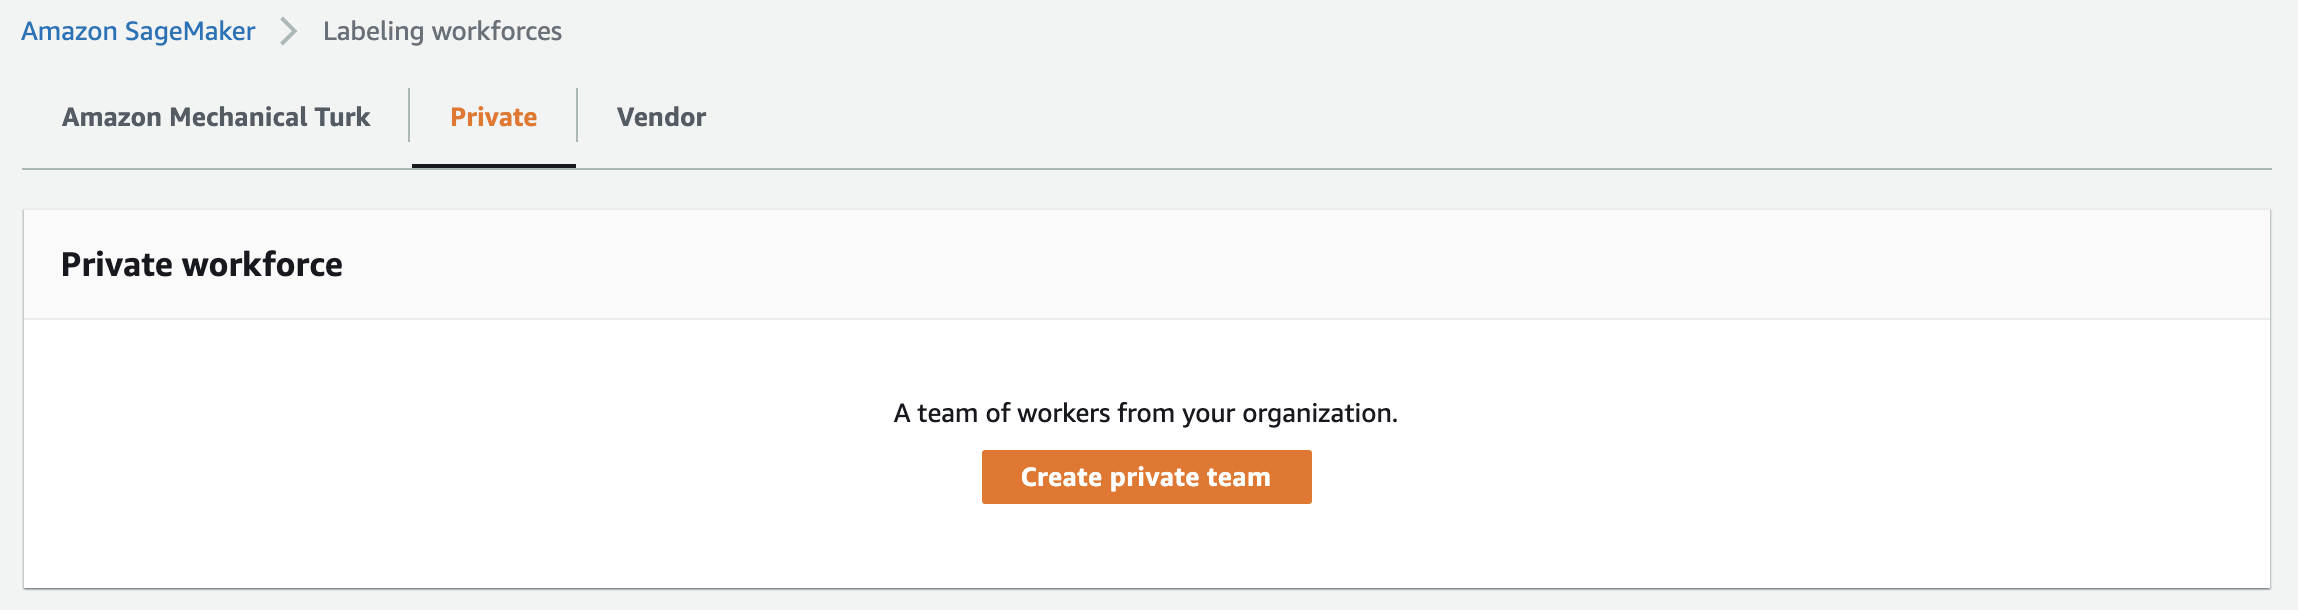 Amazon SageMaker > Labeling workforces
Amazon Mechanical Turk Private Vendor
Private workforce
A team of workers from your organization.
Create private team